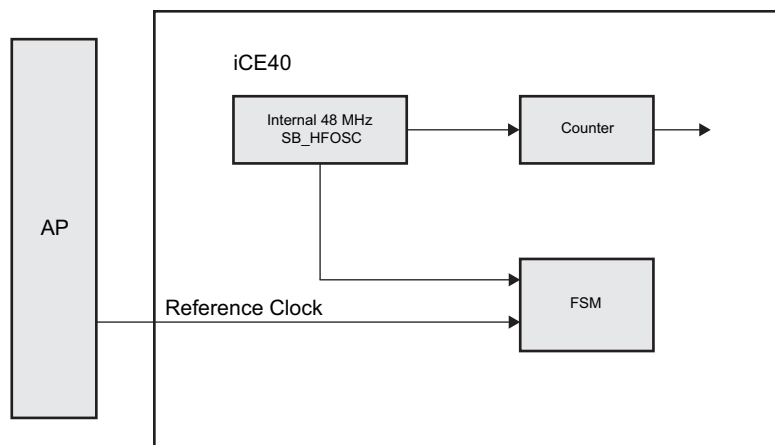 iCE40
Internal 48 MHz
SB_HFOSC
Counter
AP
Reference Clock
FSM